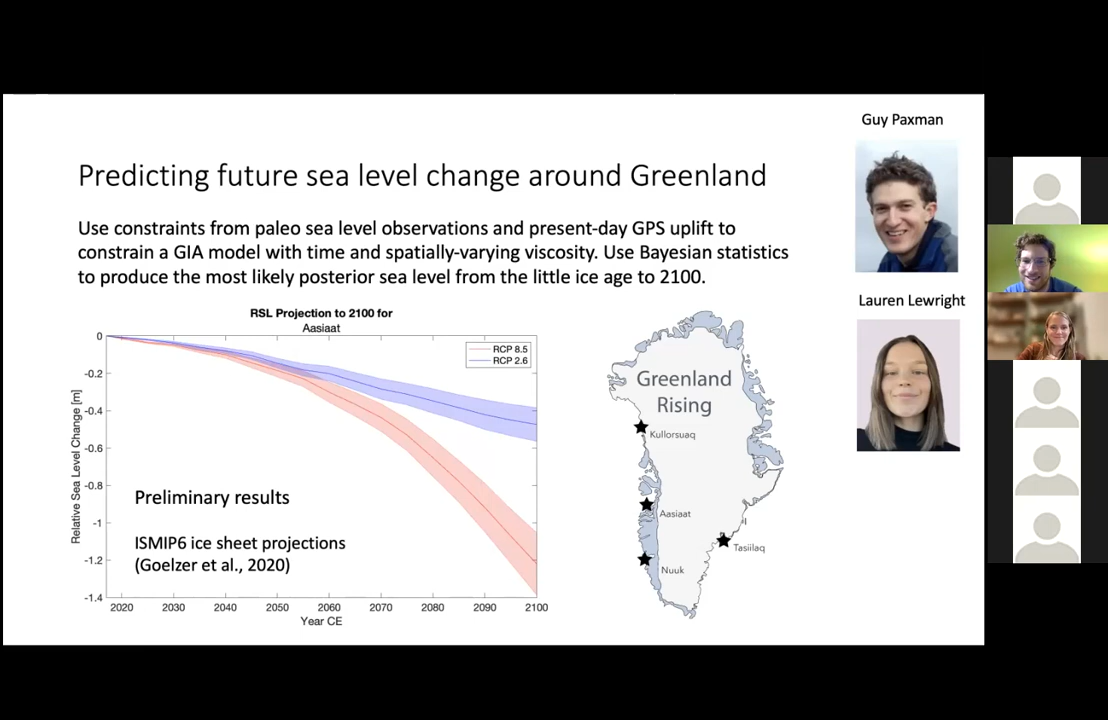 Guy Paxman
Predicting future sea level change around Greenland
Use constraints from paleo sea level observations and present-day GPS uplift to
constrain a GIA model with time and spatially-varying viscosity. Use Bayesian statistics
to produce the most likely posterior sea level from the little ice age to 2100.
Lauren Lewright
RSL Projection to 2100 for
Aasiaat
RCP 8.5
RCP 2.6
Relative Sea Level Change [m]
0
-0.2
-0.4
-0.6
-0.8
-1
-1.2
-1.4
Preliminary results
ISMIP6 ice sheet projections
(Goelzer et al., 2020)
2020 2030 2040 2050 2060 2070 2080 2090 2100
Year CE
Greenland
Rising
Kullorsuaq
Aasiaat
Tasiilaq
Nuuk